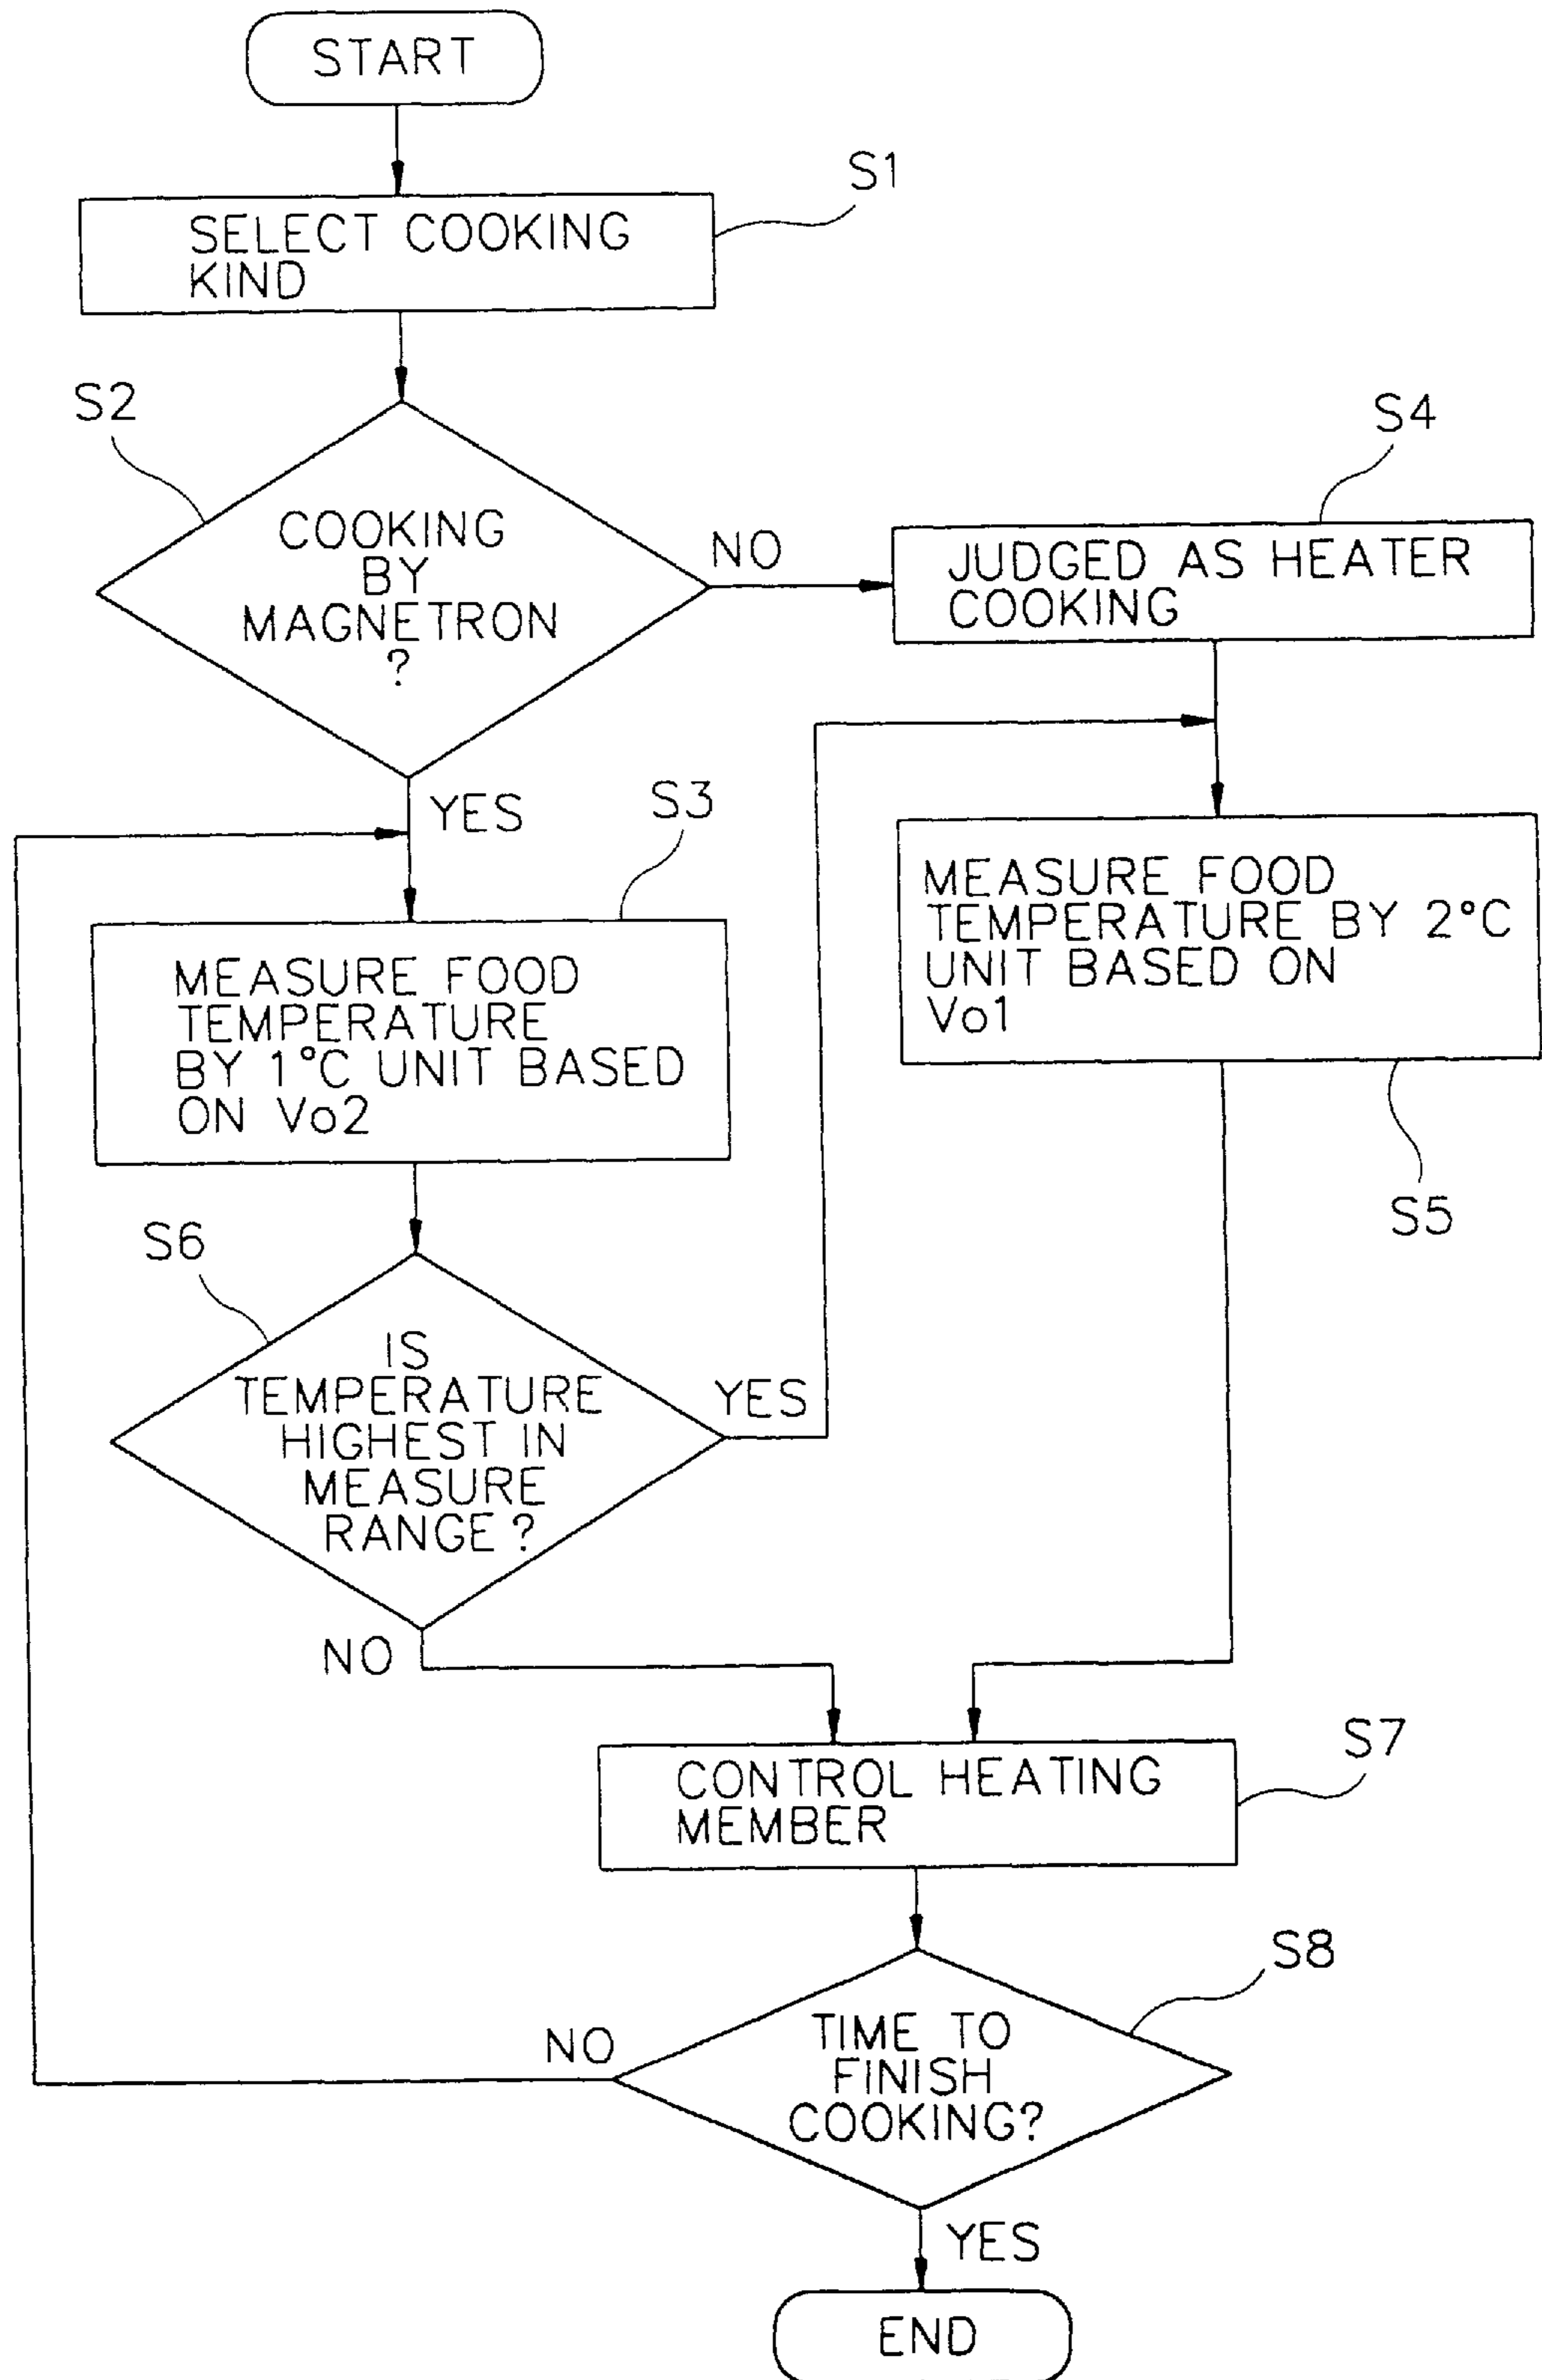 START
S1
SELECT COOKING
KIND
S2
COOKING
BY
MAGNETRON
?
NO
S4
JUDGED AS HEATER
COOKING
YES
S3
MEASURE FOOD
TEMPERATURE
BY 1°C UNIT BASED
ON Vo2
MEASURE FOOD
TEMPERATURE BY 2°C
UNIT BASED ON
Vo1
S5
S6
IS
TEMPERATURE
HIGHEST IN
MEASURE
RANGE?
YES
NO
S7
CONTROL HEATING
MEMBER
S8
TIME TO
FINISH
COOKING?
NO
YES
END